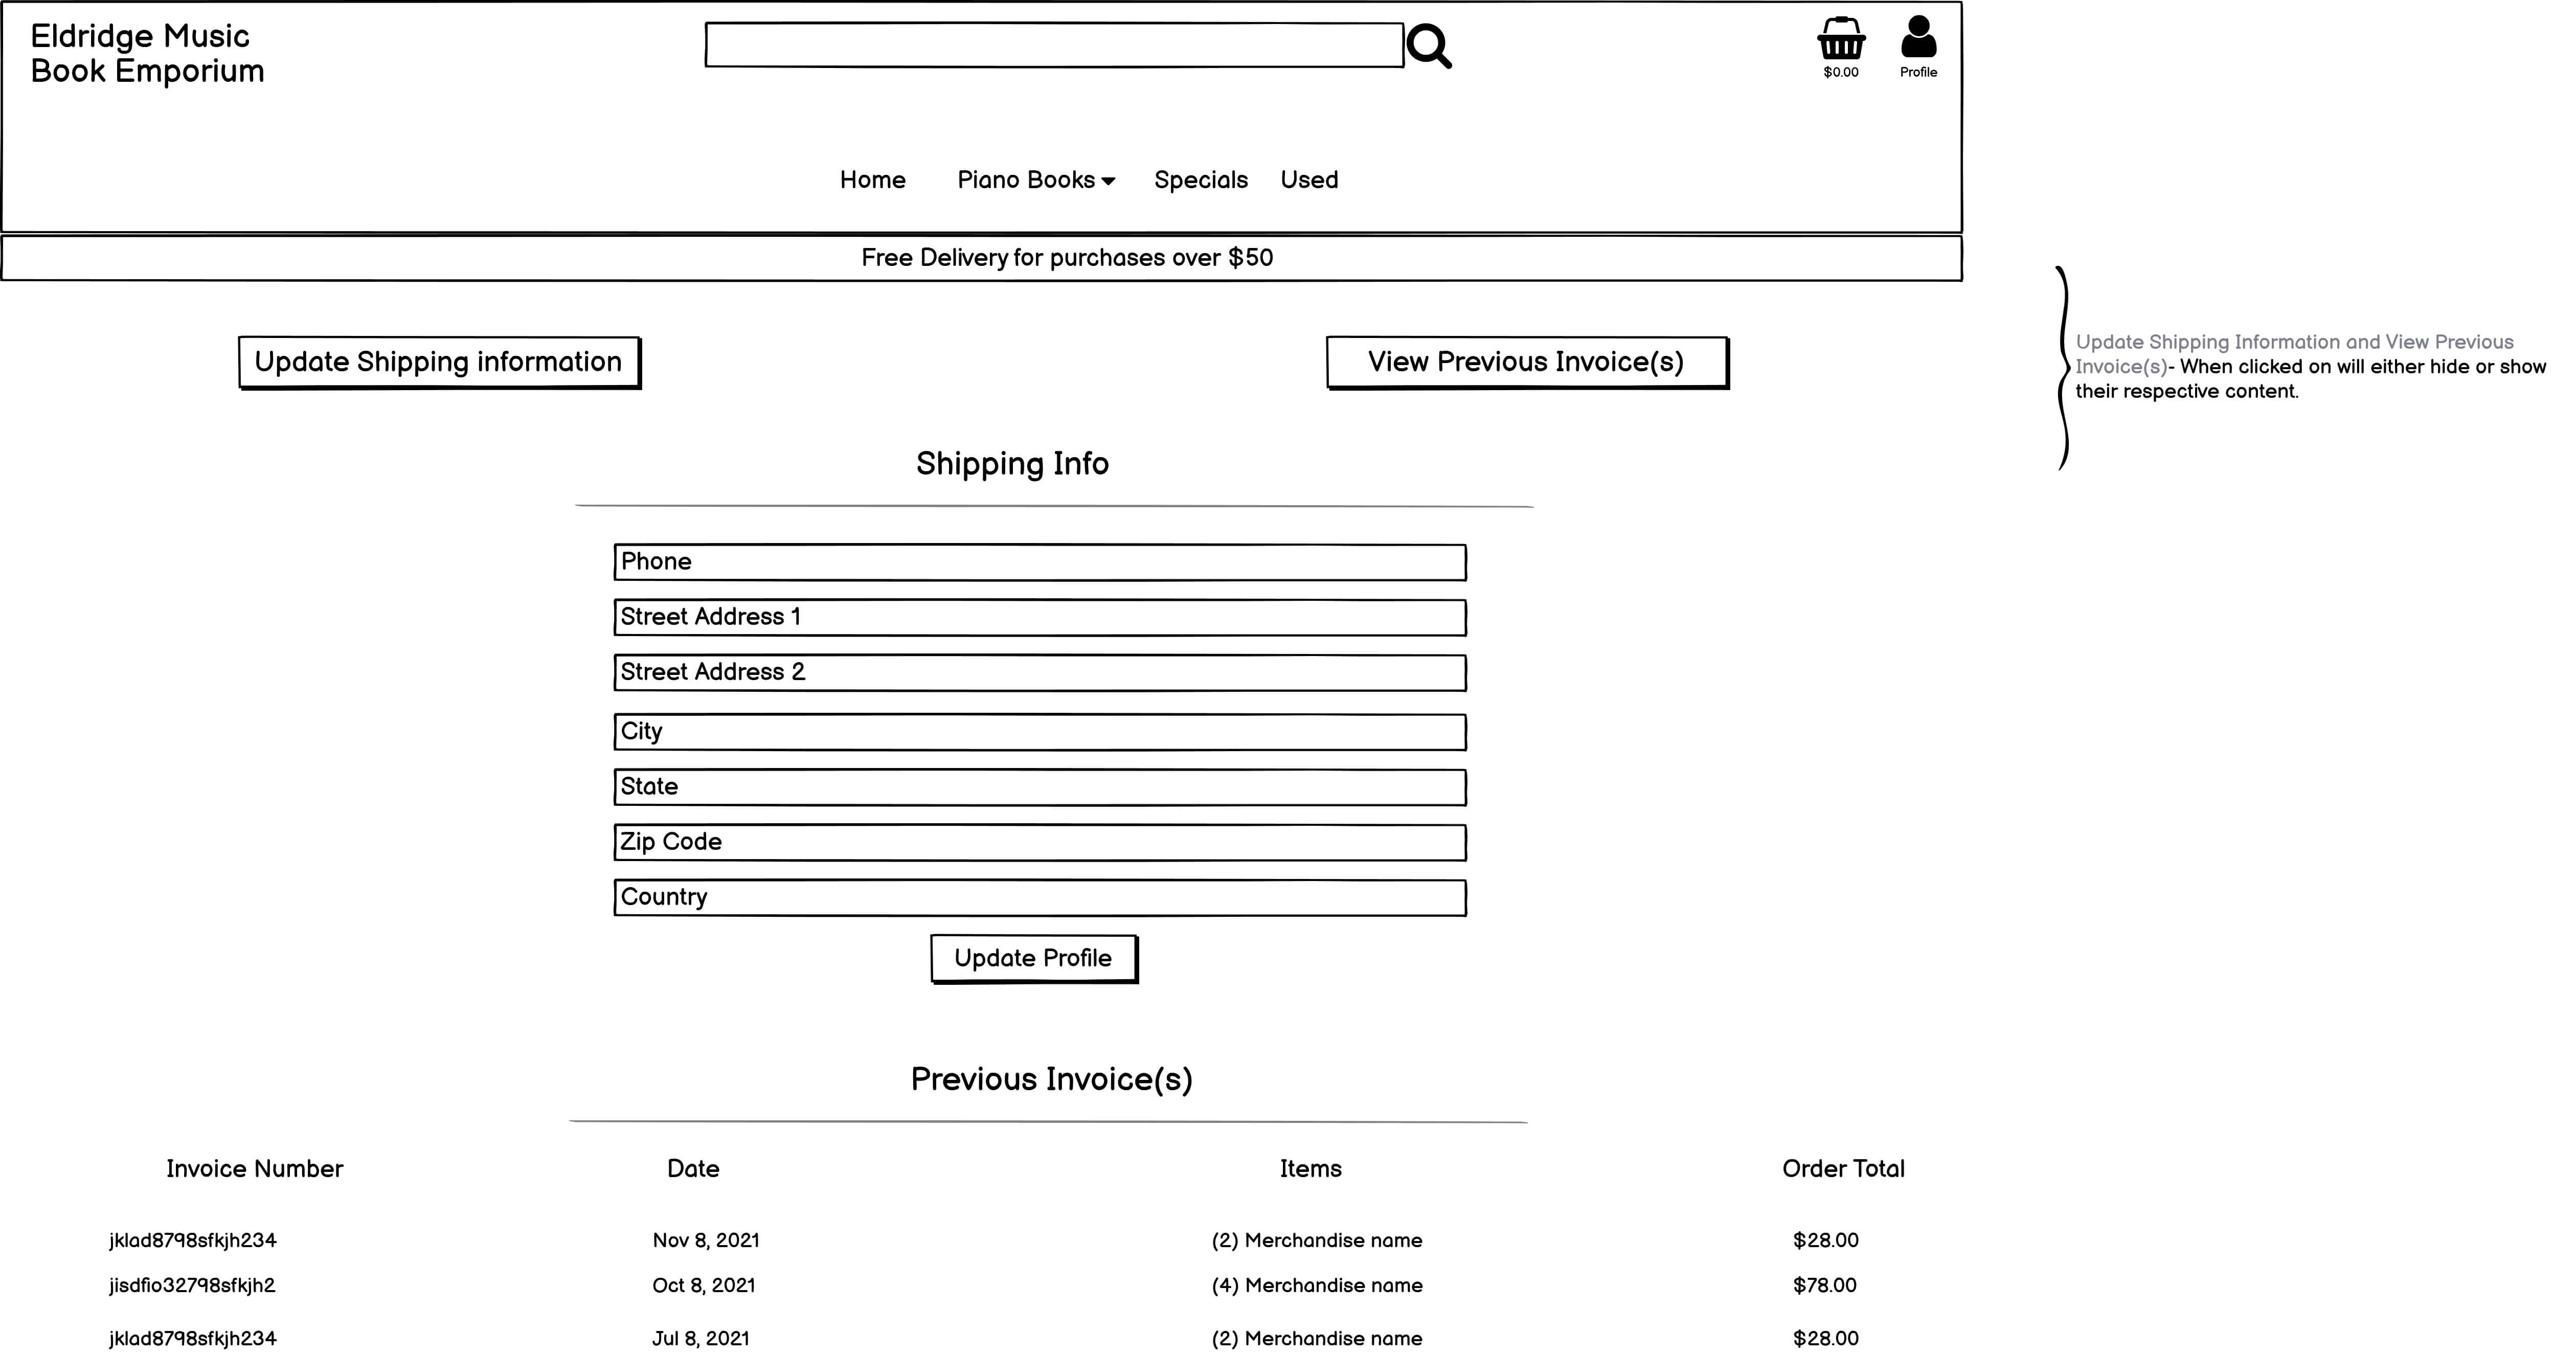 Eldridge Music
Book Emporium
$0.00
Profile
Home
Piano Books
Specials
Used
Free Delivery for purchases over $50
Update Shipping information
View Previous Invoice(s)
Update Shipping Information and View Previous
Invoice(s)- When clicked on will either hide or show
their respective content.
Shipping Info
Phone
Street Address 1
Street Address 2
City
State
Zip Code
Country
Update Profile
Previous Invoice(s)
Invoice Number Date Items Order Total
jklad8798sfkjh234 Nov 8, 2021 (2) Merchandise name $28.00
jisdfio32798sfkjh2 Oct 8, 2021 (4) Merchandise name $78.00
jklad8798sfkjh234 Jul 8, 2021 (2) Merchandise name $28.00